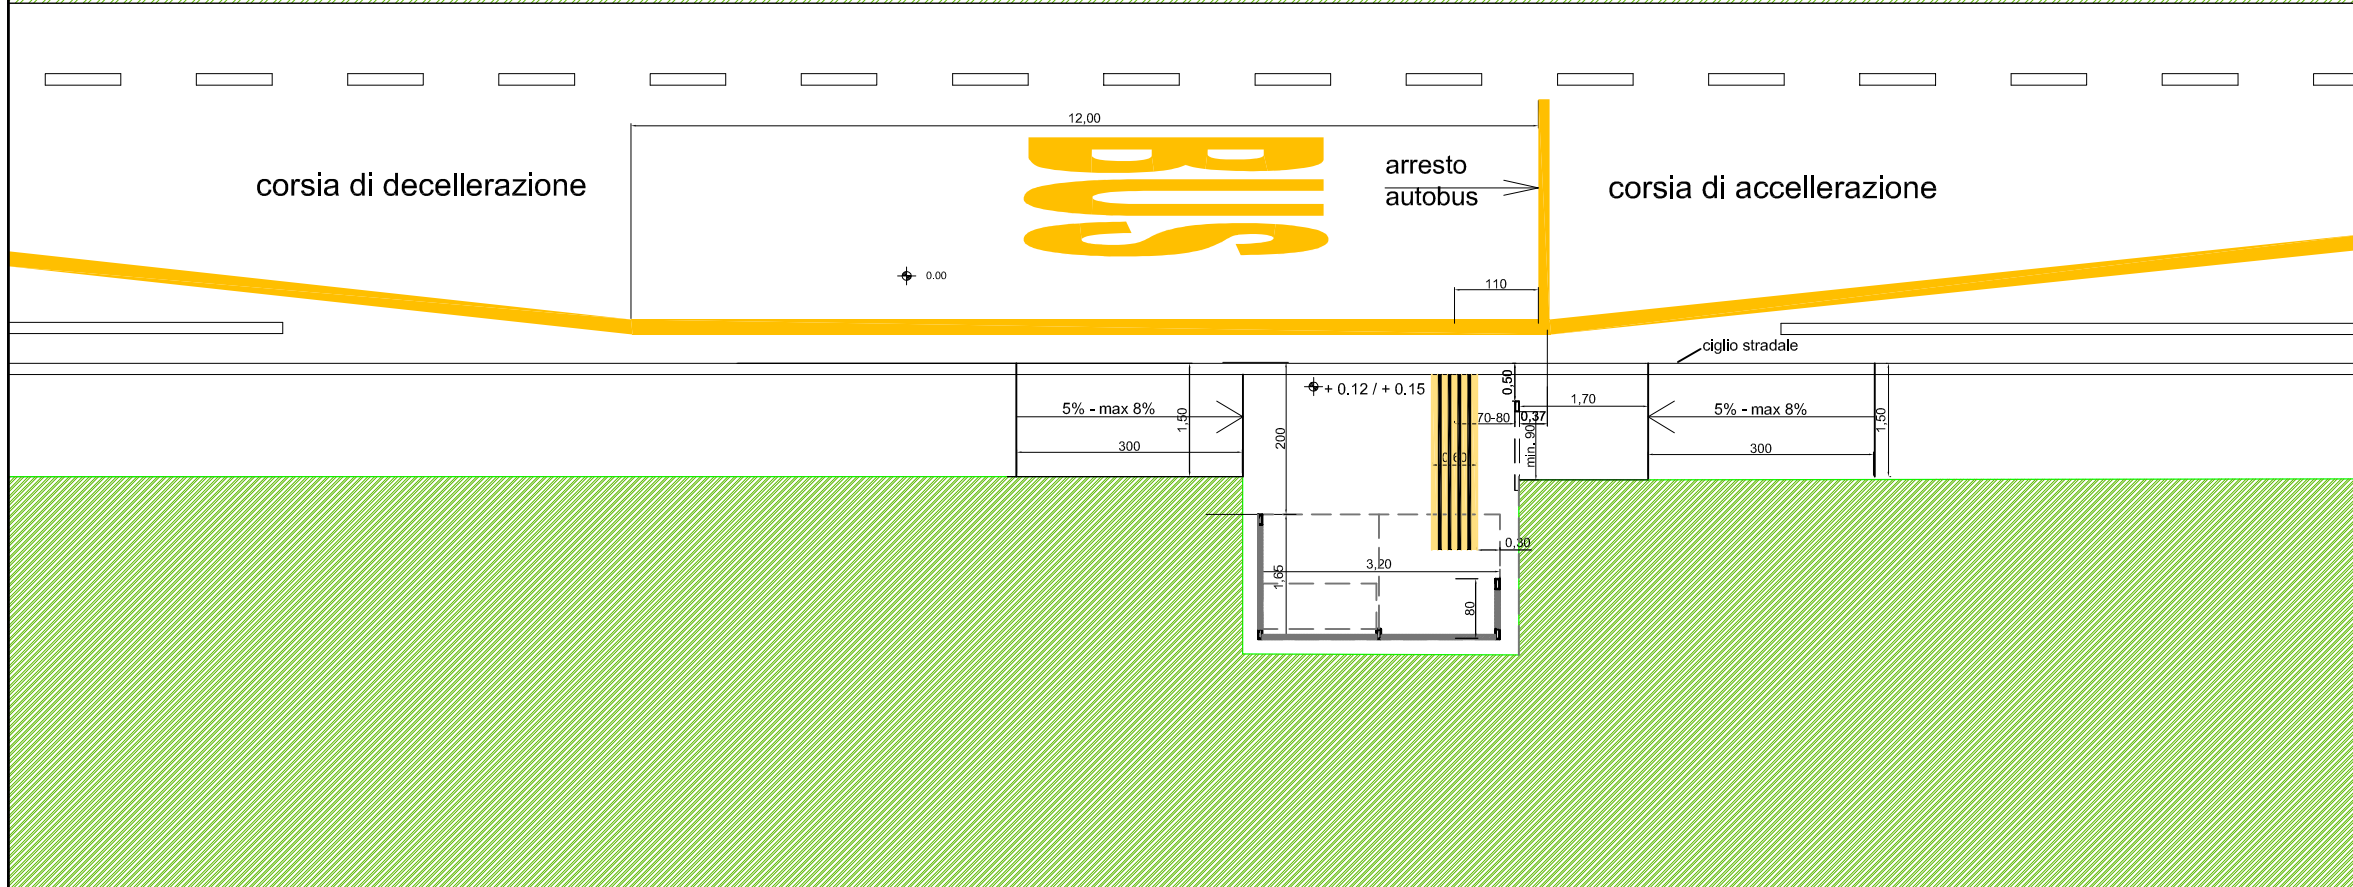 12,00
BUS
arresto
autobus
corsia di decellerazione
corsia di accellerazione
0.00
110
ciglio stradale
+ 0.12 / + 0.15
0,50
5% - max 8%
1,50
300
200
70-80
0,37
1,70
min. 90
0,60
5% - max 8%
1,50
300
0,30
3,20
1,65
80